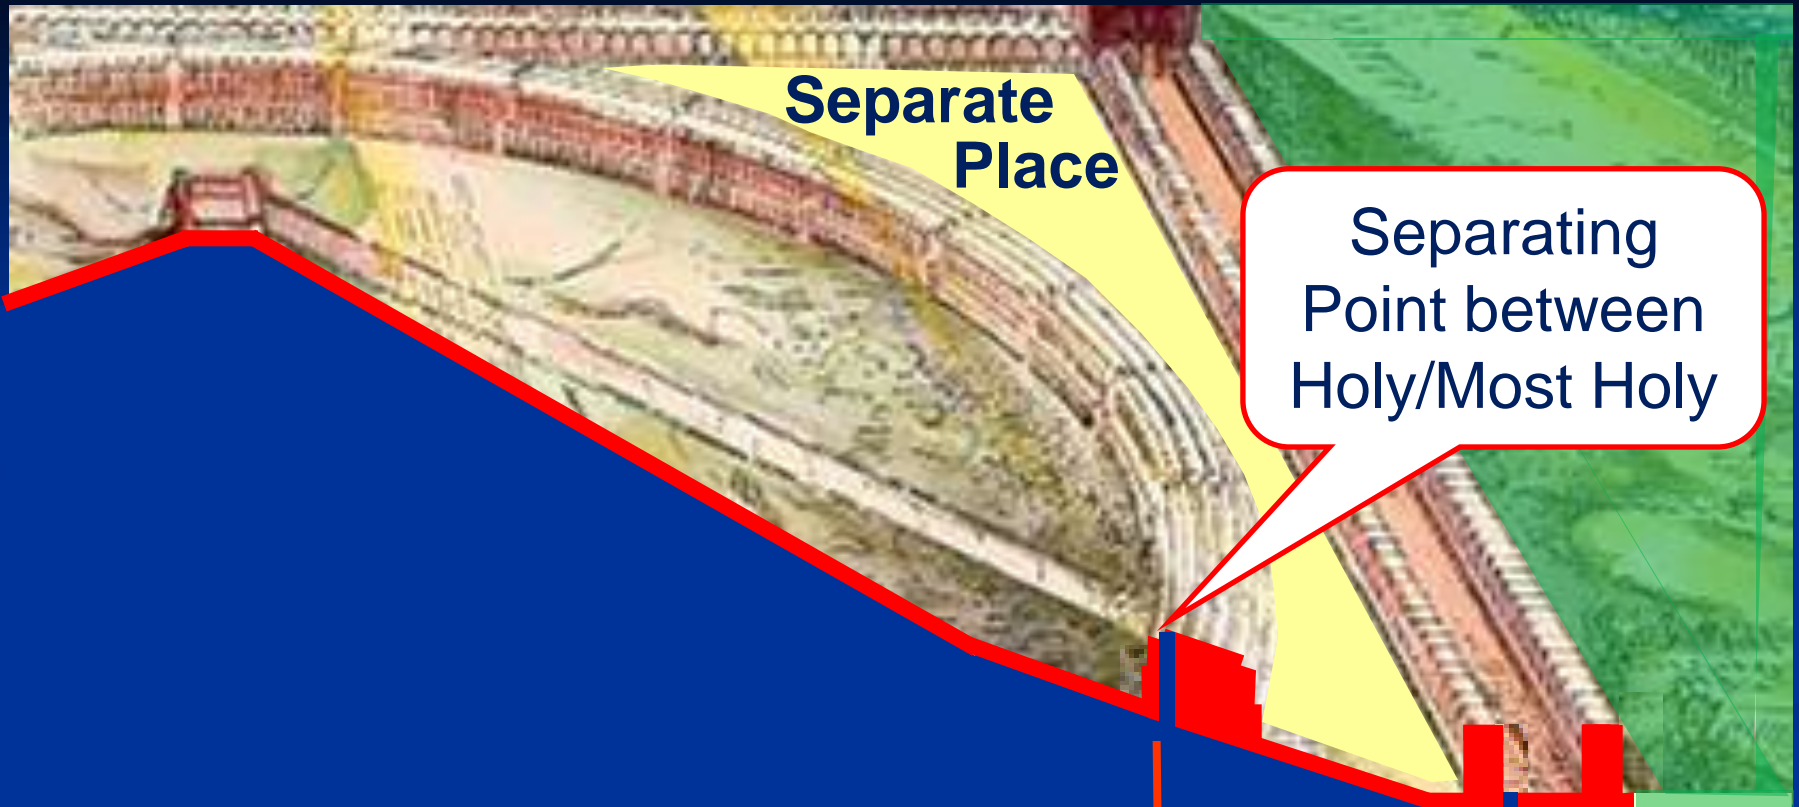 Separate
Place
Separating
Point between
Holy/Most Holy